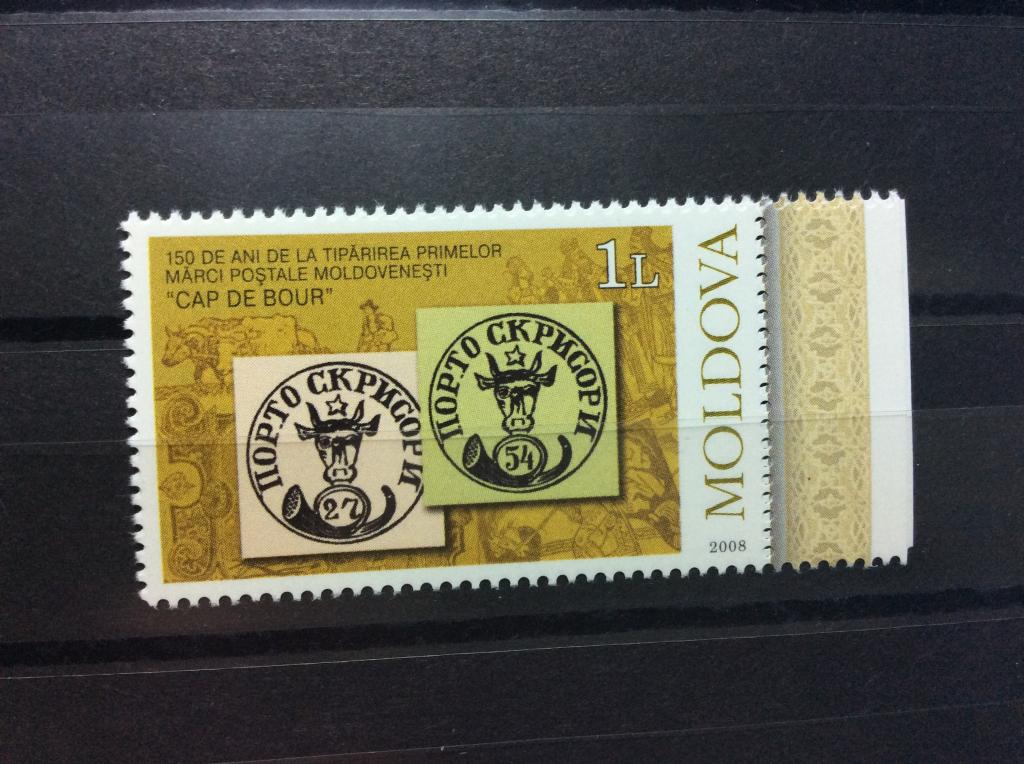 150 DE ANI DE LA TIPĂRIREA PRIMELOR
MĂRCI POŞTALE MOLDOVENEŞTI
"CAP DE BOUR"
1L
MOLDOVA
ПОРТО СКРИСОРИ
27
ПОРТО СКРИСОРИ
54
2008